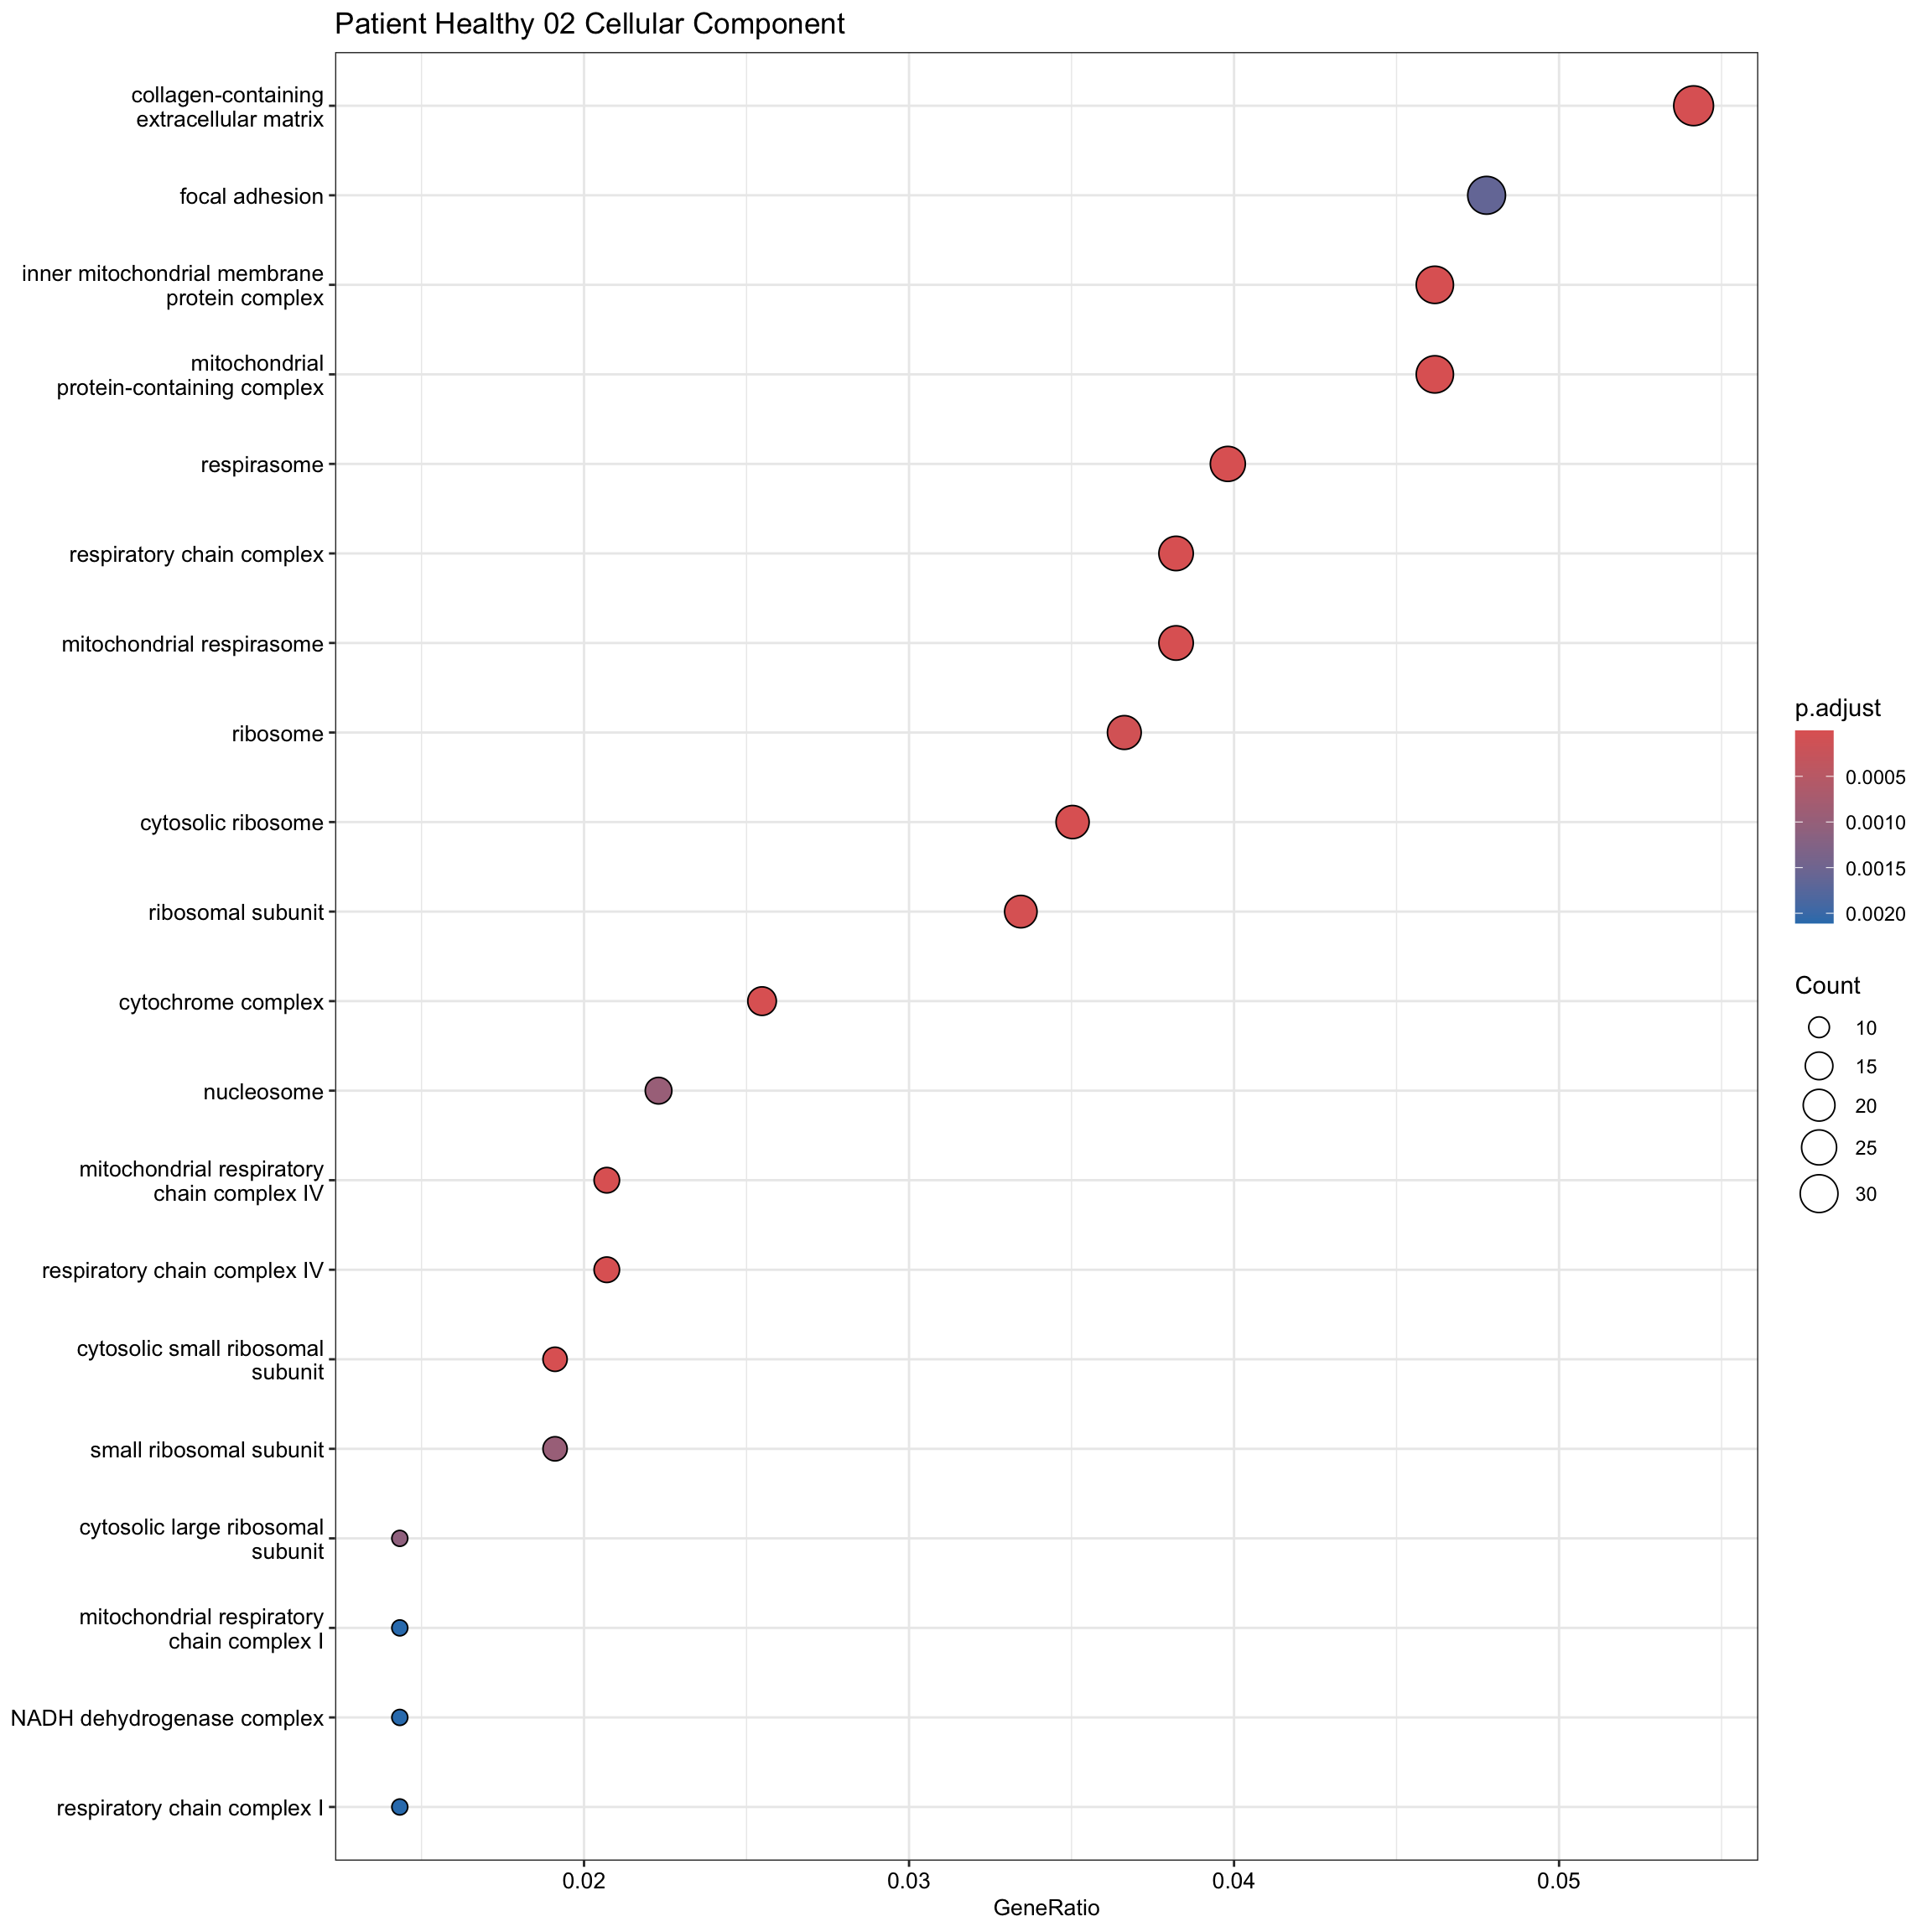 Patient Healthy 02 Cellular Component
collagen-containing
extracellular matrix
focal adhesion
inner mitochondrial membrane
protein complex
mitochondrial
protein-containing complex
respirasome
respiratory chain complex
mitochondrial respirasome
ribosome
cytosolic ribosome
ribosomal subunit
cytochrome complex
nucleosome
mitochondrial respiratory
chain complex IV
respiratory chain complex IV
cytosolic small ribosomal
subunit
small ribosomal subunit
cytosolic large ribosomal
subunit
mitochondrial respiratory
chain complex I
NADH dehydrogenase complex
respiratory chain complex I
0.02
0.03
0.04
0.05
GeneRatio
p.adjust
0.0005
0.0010
0.0015
0.0020
Count
10
15
20
25
30